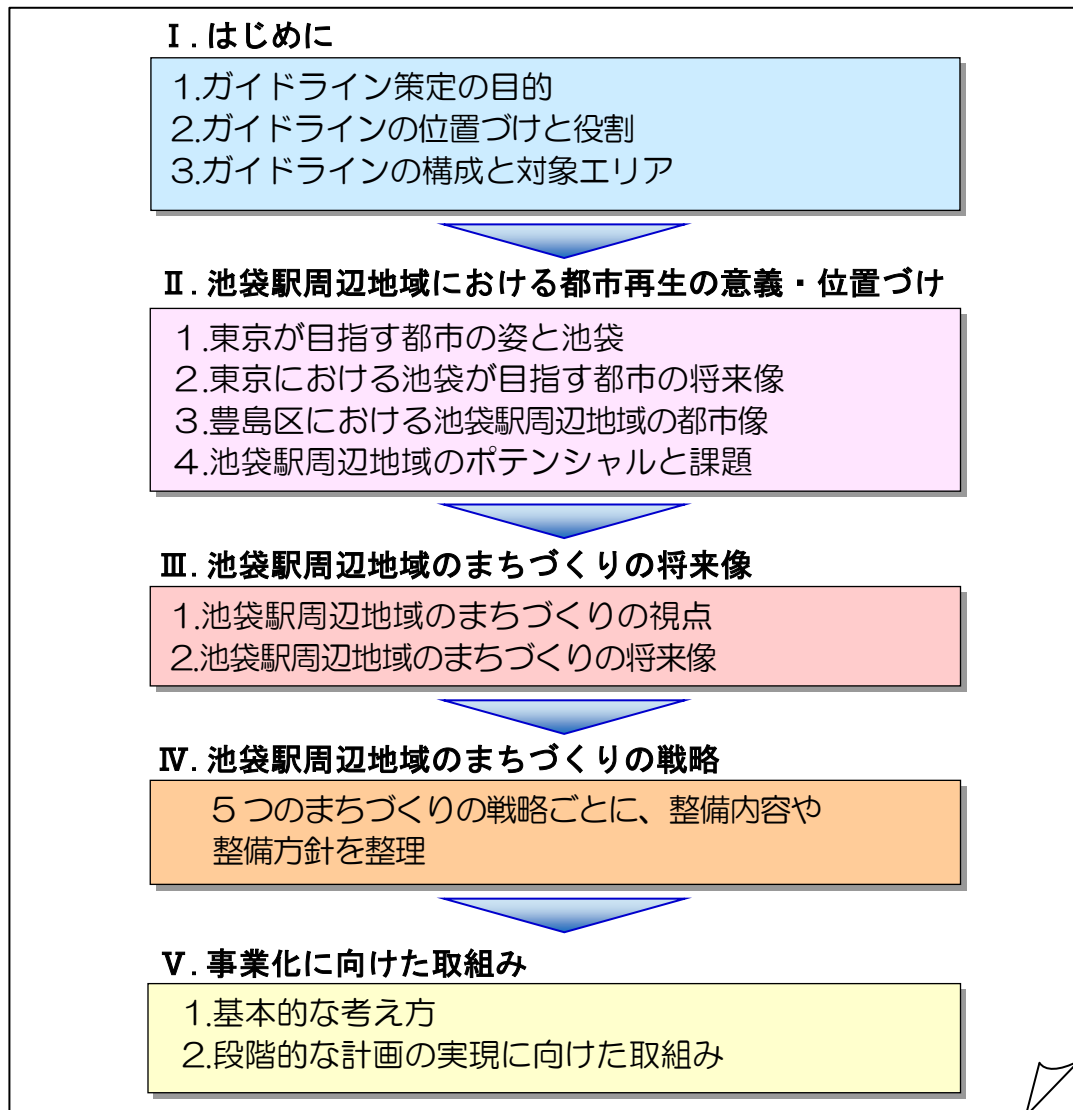 Ⅰ.はじめに
1.ガイドライン策定の目的
2.ガイドラインの位置づけと役割
3.ガイドラインの構成と対象エリア
Ⅱ.池袋駅周辺地域における都市再生の意義・位置づけ
1.東京が目指す都市の姿と池袋
2.東京における池袋が目指す都市の将来像
3.豊島区における池袋駅周辺地域の都市像
4.池袋駅周辺地域のポテンシャルと課題
Ⅲ.池袋駅周辺地域のまちづくりの将来像
1.池袋駅周辺地域のまちづくりの視点
2.池袋駅周辺地域のまちづくりの将来像
Ⅳ.池袋駅周辺地域のまちづくりの戦略
5つのまちづくりの戦略ごとに、整備内容や
整備方針を整理
Ⅴ.事業化に向けた取組み
1.基本的な考え方
2.段階的な計画の実現に向けた取組み